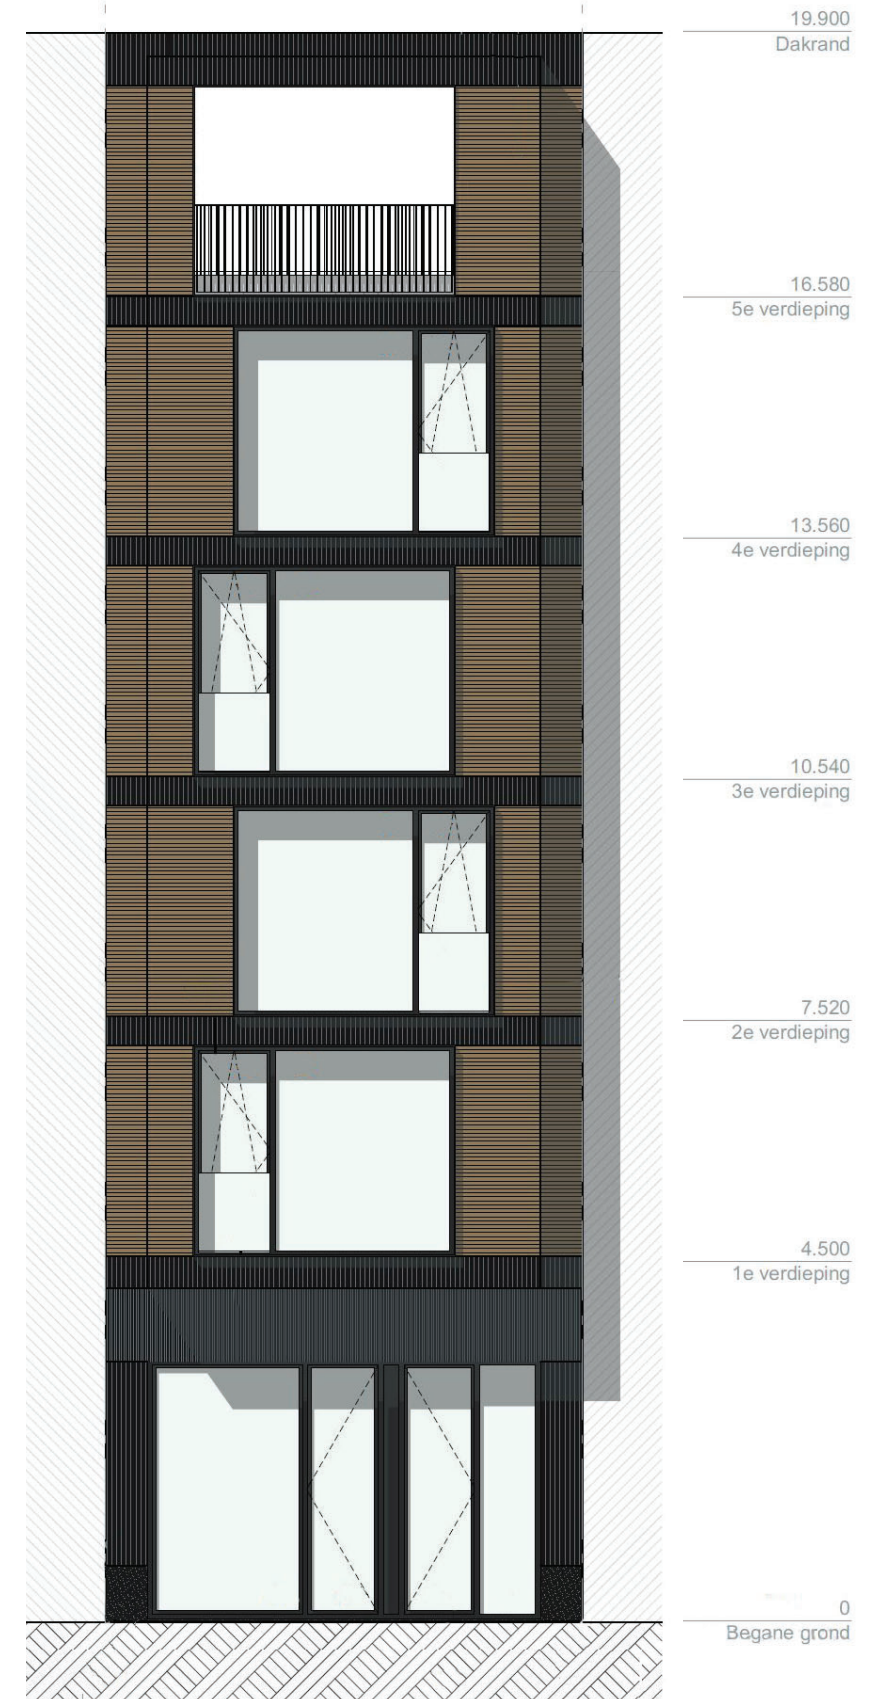 19.900
Dakrand
16.580
5e verdieping
13.560
4e verdieping
10.540
3e verdieping
7.520
2e verdieping
4.500
1e verdieping
0
Begane grond